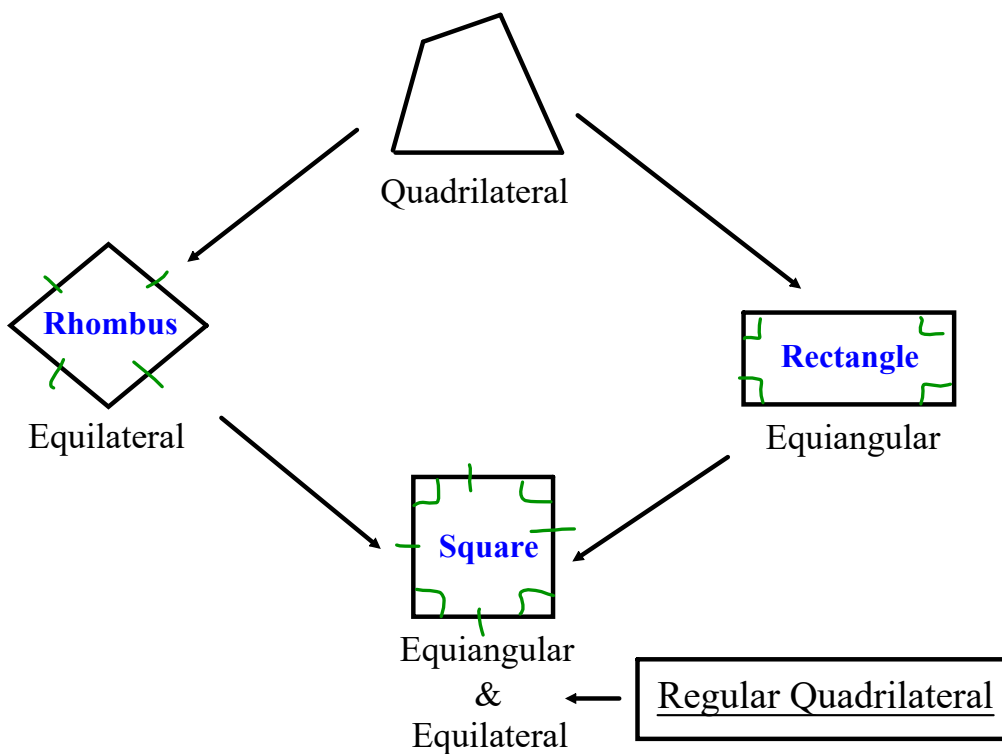 Quadrilateral
Rhombus
Equilateral
Rectangle
Equiangular
Square
Equiangular
&
Equilateral
Regular Quadrilateral